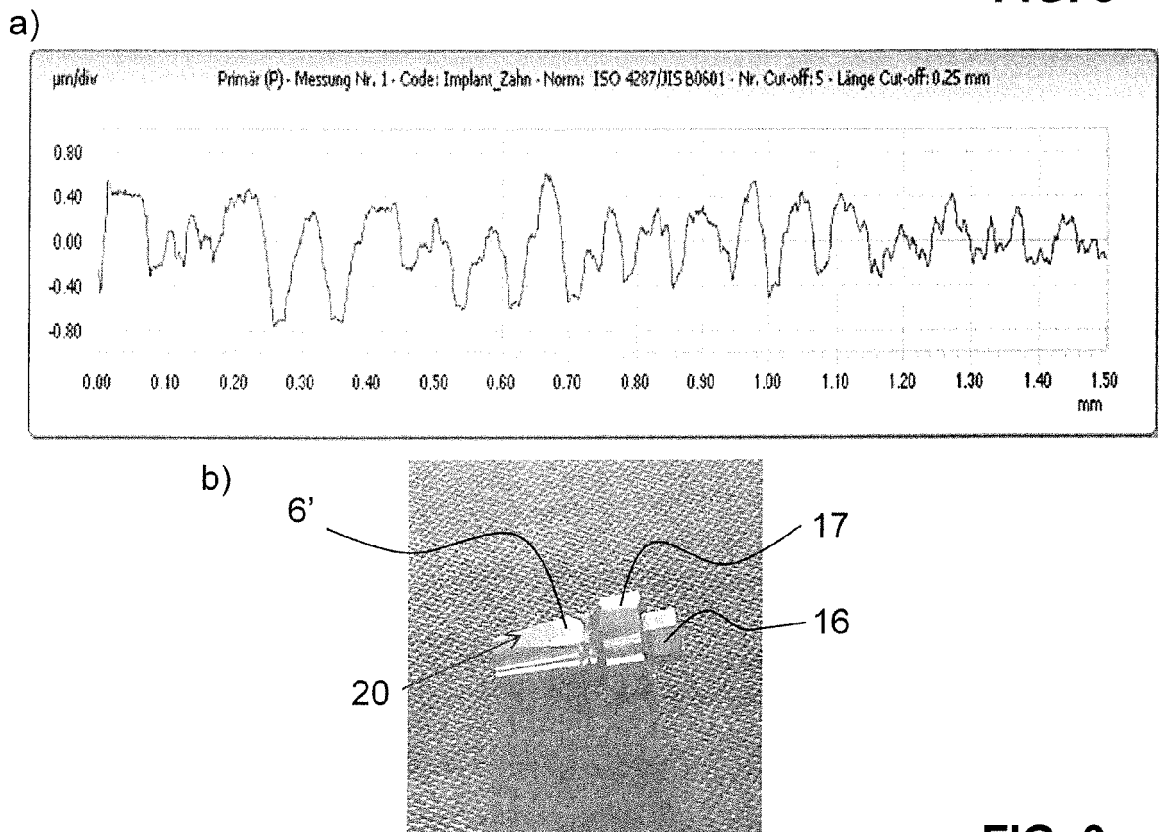 a)
µm/div
Primär (P) - Messung Nr. 1 - Code: Implant_Zahn - Norm: ISO 4287/JIS B0601 - Nr. Cut-off: 5 - Länge Cut-off: 0.25 mm
0.80
0.40
0.00
-0.40
-0.80
0.00 0.10 0.20 0.30 0.40 0.50 0.60 0.70 0.80 0.90 1.00 1.10 1.20 1.30 1.40 1.50
mm
b)
6’
17
16
20